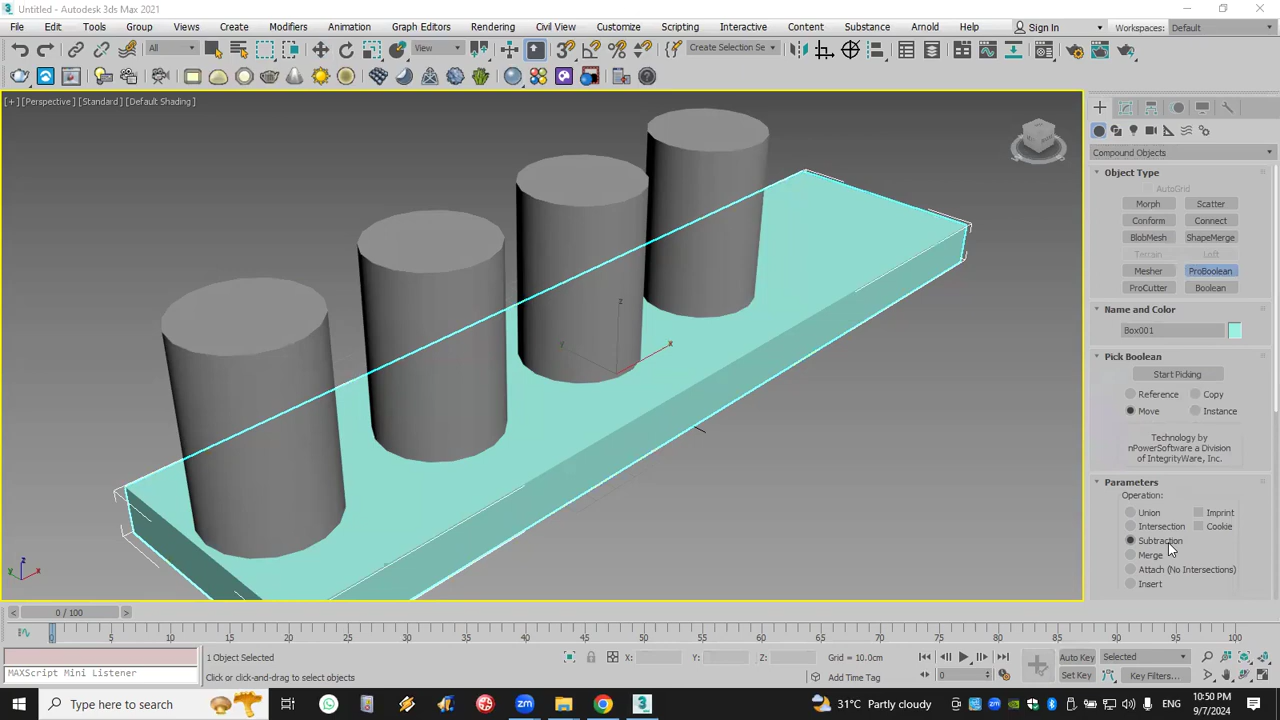 Untitled - Autodesk 3ds Max 2021
File Edit Tools Group Views Create Modifiers Animation Graph Editors Rendering Civil View Customize Scripting Interactive Content Substance Arnold Help Sign In Workspaces: Default
All View Create Selection Se
[+] [Perspective] [Standard] [Default Shading]
Compound Objects
Object Type
AutoGrid
Morph Scatter
Conform Connect
BlobMesh ShapeMerge
Terrain Loft
Mesher ProBoolean
ProCutter Boolean
Name and Color
Box001
Pick Boolean
Start Picking
Reference Copy
Move Instance
Technology by
nPowerSoftware a Division
of IntegrityWare, Inc.
Parameters
Operation:
Union Imprint
Intersection Cookie
Subtraction
Merge
Attach (No Intersections)
Insert
z
y x
z
y x
< 0 / 100 >
0 5 10 15 20 25 30 35 40 45 50 55 60 65 70 75 80 85 90 95 100
1 Object Selected X: Y: Z: Grid = 10.0cm Auto Key Selected
MAXScript Mini Listener Click or click-and-drag to select objects Add Time Tag 0 Set Key Key Filters...
Type here to search zm 31°C Partly cloudy zm ENG 10:50 PM
9/7/2024